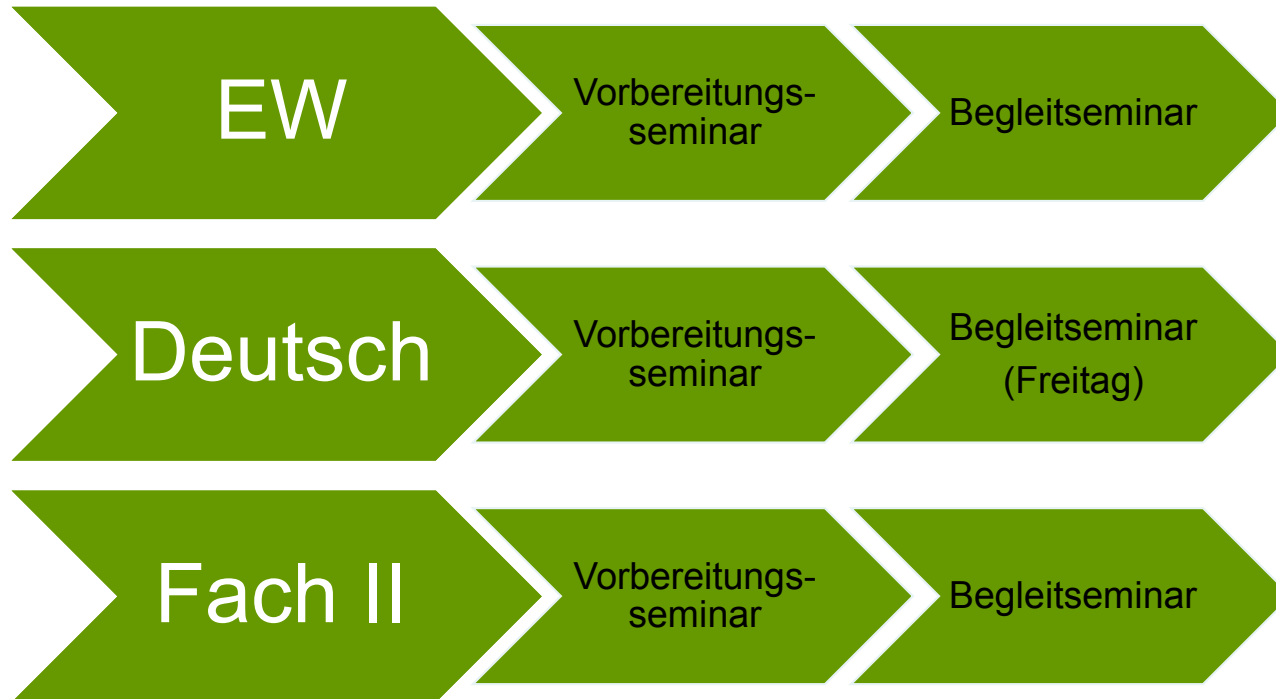 EW
Vorbereitungs-
seminar
Begleitseminar
Deutsch
Vorbereitungs-
seminar
Begleitseminar
(Freitag)
Fach II
Vorbereitungs-
seminar
Begleitseminar